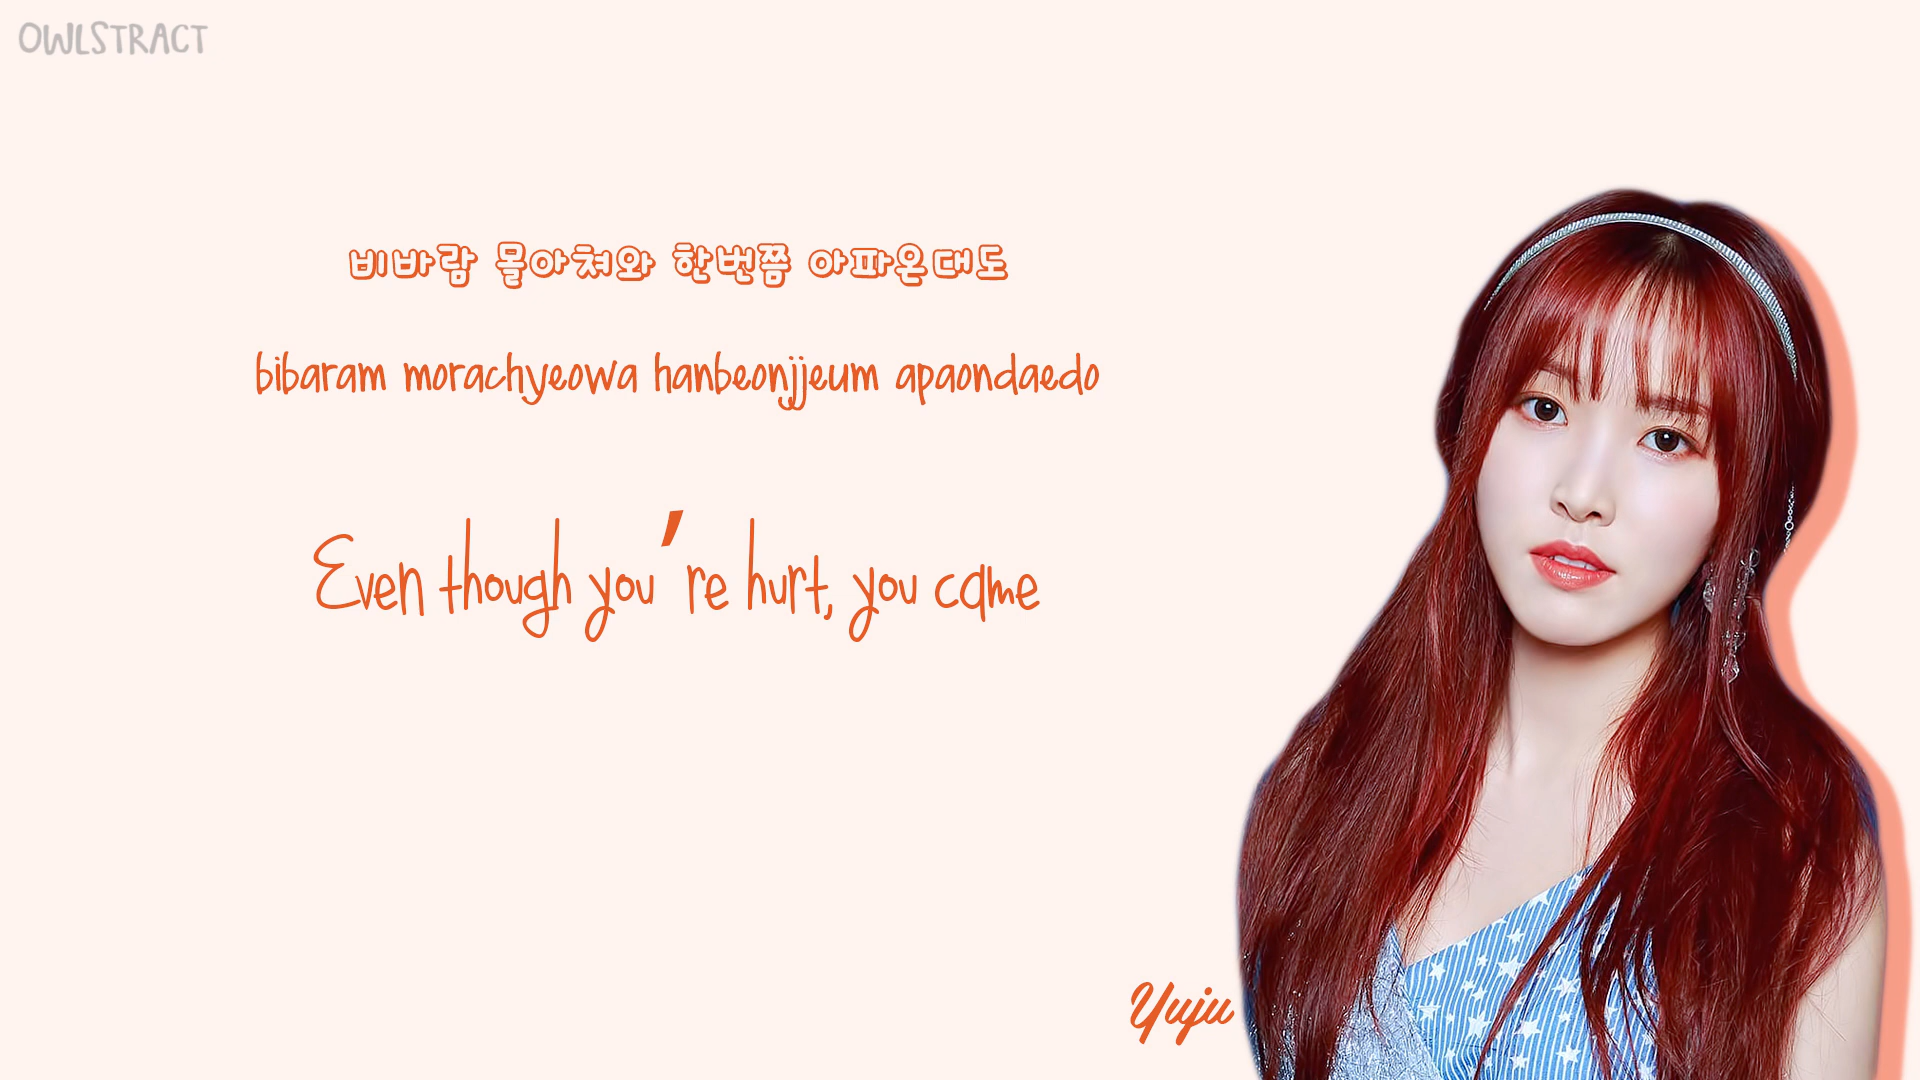 OWLSTRACT
비바람 몰아쳐와 한번쯤 아파온대도
bibaram morachyeowa hanbeonjjeum apaondaedo
Even though you're hurt, you came
Yuju